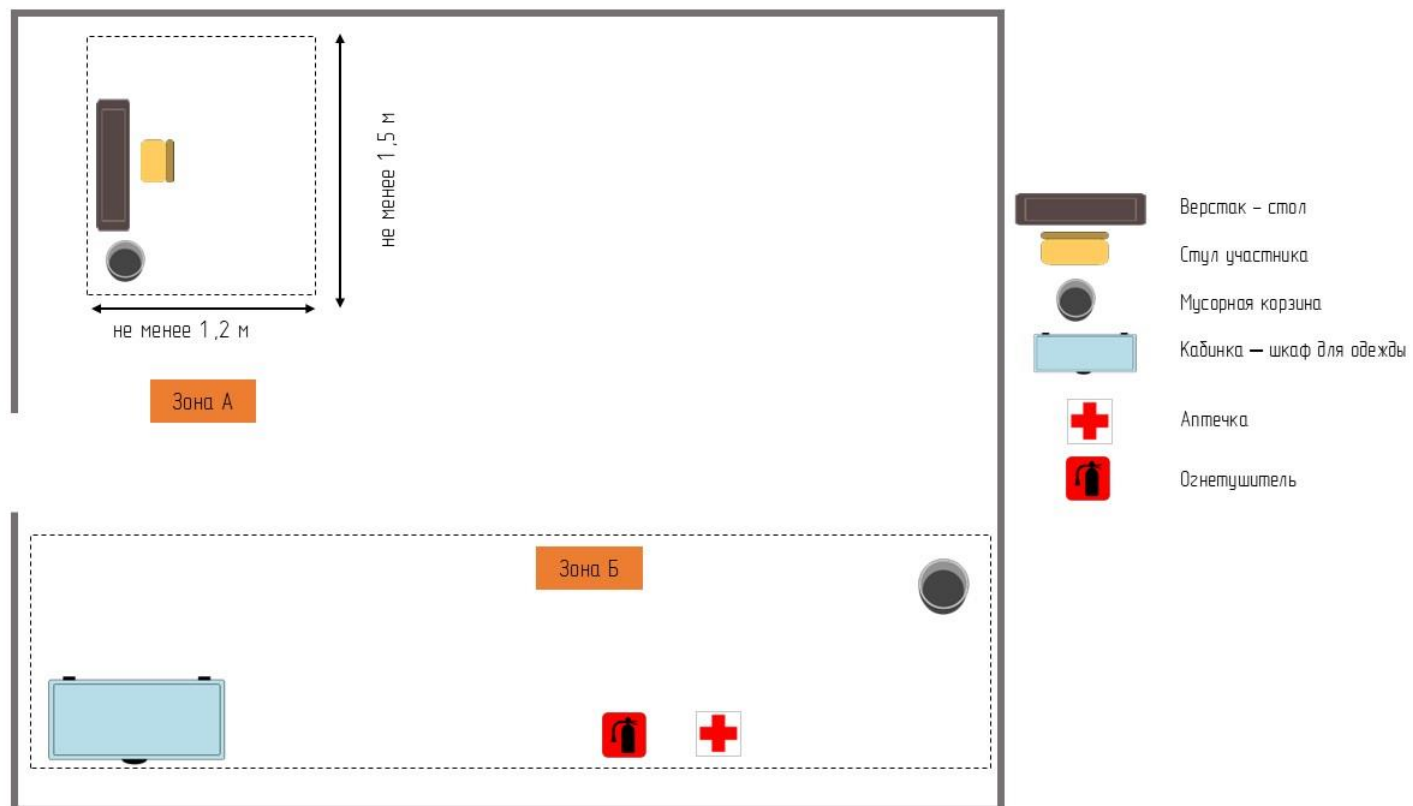 не менее 1,5 м
не менее 1,2 м
Зона А
Зона Б
Верстак – стол
Стул участника
Мусорная корзина
Кабинка — шкаф для одежды
Аптечка
Огнетушитель